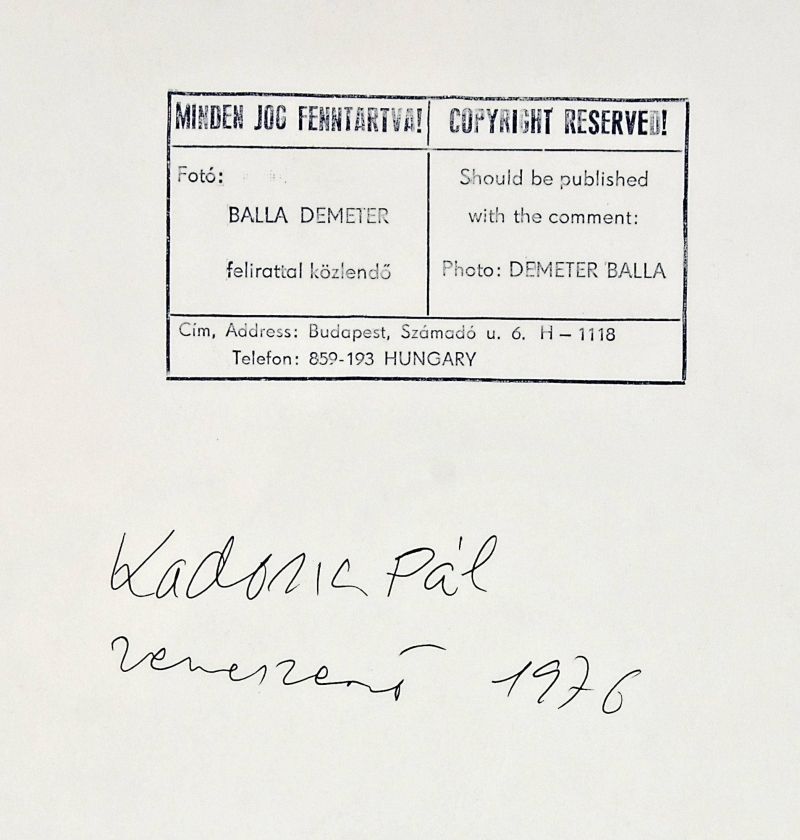 MINDEN JOG FENNTARTVA!
COPYRIGHT RESERVED!
Fotó:
BALLA DEMETER
felirattal közlendő
Should be published
with the comment:
Photo: DEMETER BALLA
Cím, Address: Budapest, Számadó u. 6. H – 1118
Telefon: 859-193 HUNGARY
Kadosa Pál
zeneszerző 1976